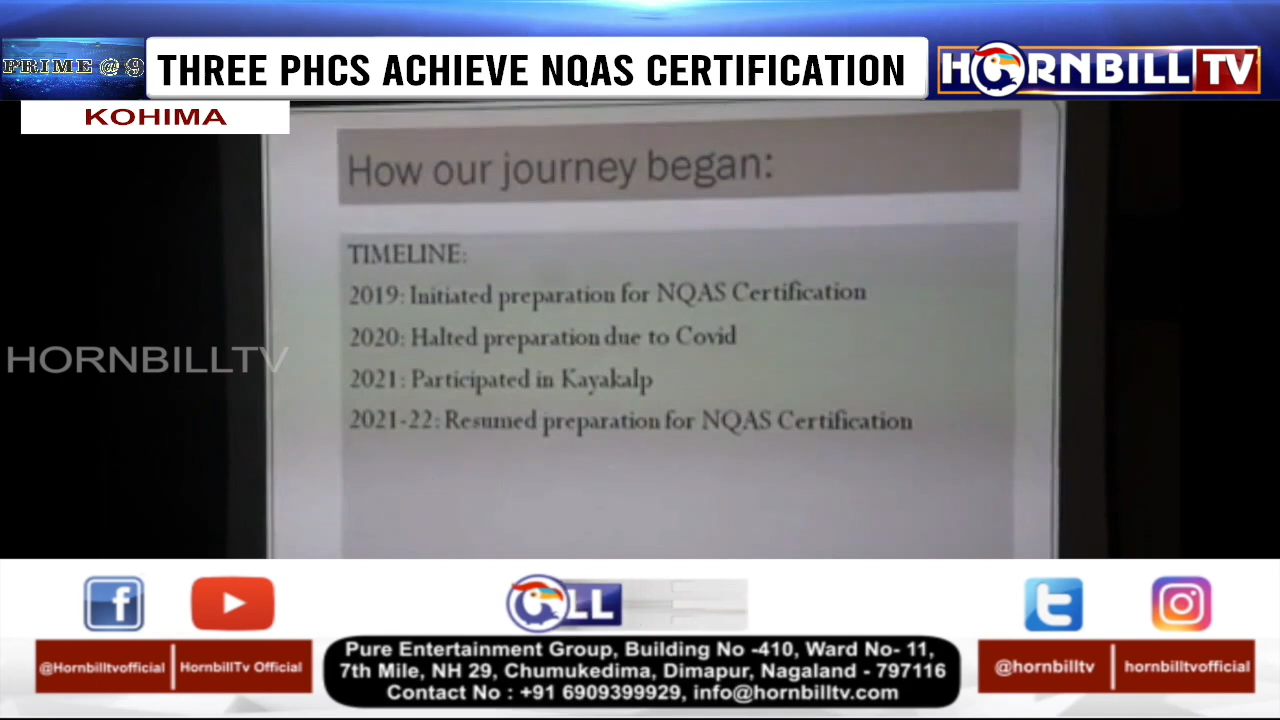 PRIME @ 9
THREE PHCS ACHIEVE NQAS CERTIFICATION
HORNBILL TV
KOHIMA
How our journey began:
TIMELINE:
2019: Initiated preparation for NQAS Certification
2020: Halted preparation due to Covid
HORNBILLTV
2021: Participated in Kayakalp
2021-22: Resumed preparation for NQAS Certification
@Hornbilltvofficial
HornbillTv Official
Pure Entertainment Group, Building No -410, Ward No- 11,
7th Mile, NH 29, Chumukedima, Dimapur, Nagaland - 797116
Contact No : +91 6909399929, info@hornbilltv.com
@hornbilltv
hornbilltvofficial